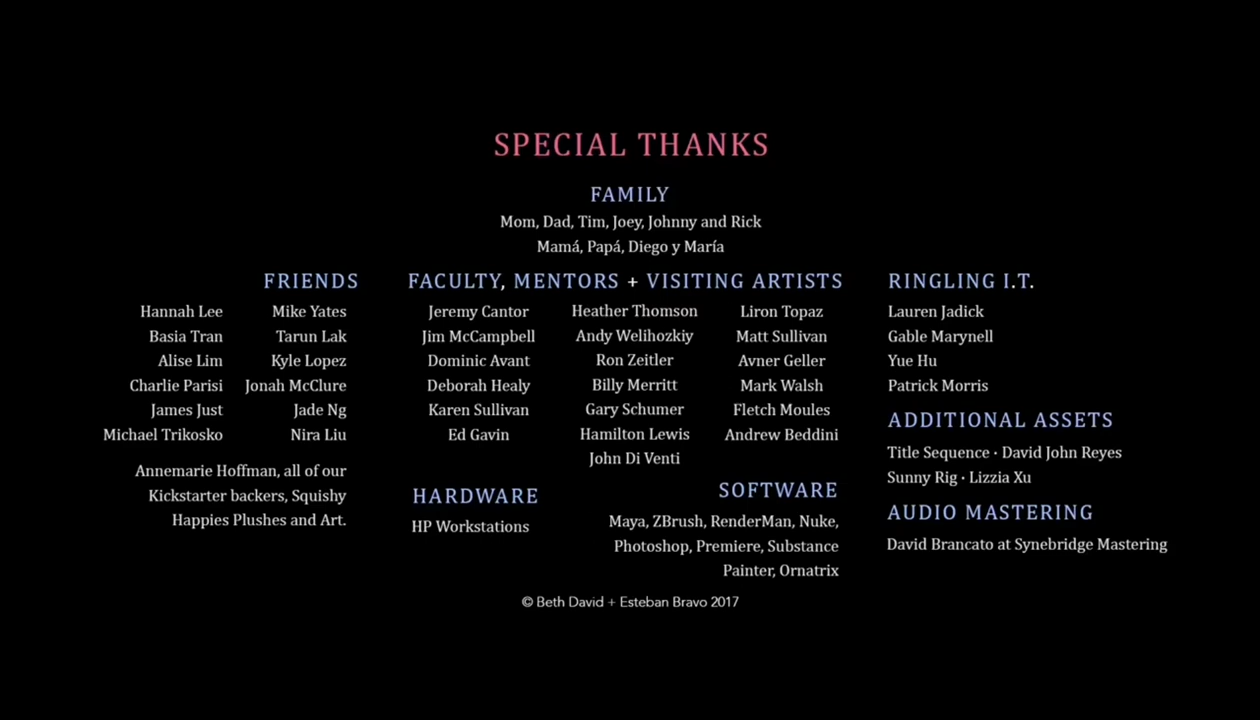 SPECIAL THANKS
FAMILY
Mom, Dad, Tim, Joey, Johnny and Rick
Mamá, Papá, Diego y María
FRIENDS
Hannah Lee
Basia Tran
Alise Lim
Charlie Parisi
James Just
Michael Trikosko
Mike Yates
Tarun Lak
Kyle Lopez
Jonah McClure
Jade Ng
Nira Liu
Annemarie Hoffman, all of our
Kickstarter backers, Squishy
Happies Plushes and Art.
FACULTY, MENTORS + VISITING ARTISTS
Jeremy Cantor
Jim McCampbell
Dominic Avant
Deborah Healy
Karen Sullivan
Ed Gavin
Heather Thomson
Andy Welihozkiy
Ron Zeitler
Billy Merritt
Gary Schumer
Hamilton Lewis
John Di Venti
Liron Topaz
Matt Sullivan
Avner Geller
Mark Walsh
Fletch Moules
Andrew Beddini
HARDWARE
HP Workstations
SOFTWARE
Maya, ZBrush, RenderMan, Nuke,
Photoshop, Premiere, Substance
Painter, Ornatrix
RINGLING I.T.
Lauren Jadick
Gable Marynell
Yue Hu
Patrick Morris
ADDITIONAL ASSETS
Title Sequence · David John Reyes
Sunny Rig · Lizzia Xu
AUDIO MASTERING
David Brancato at Synebridge Mastering
© Beth David + Esteban Bravo 2017